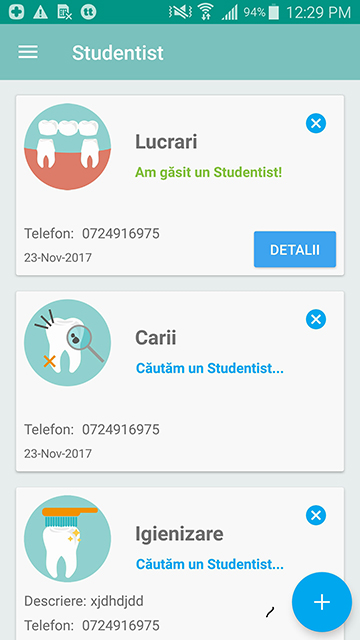 94% 12:29 PM
Studentist
Lucrari
Am găsit un Studentist!
Telefon: 0724916975
23-Nov-2017
DETALII
Carii
Căutăm un Studentist...
Telefon: 0724916975
23-Nov-2017
Igienizare
Căutăm un Studentist...
Descriere: xjdhdjdd
Telefon: 0724916975